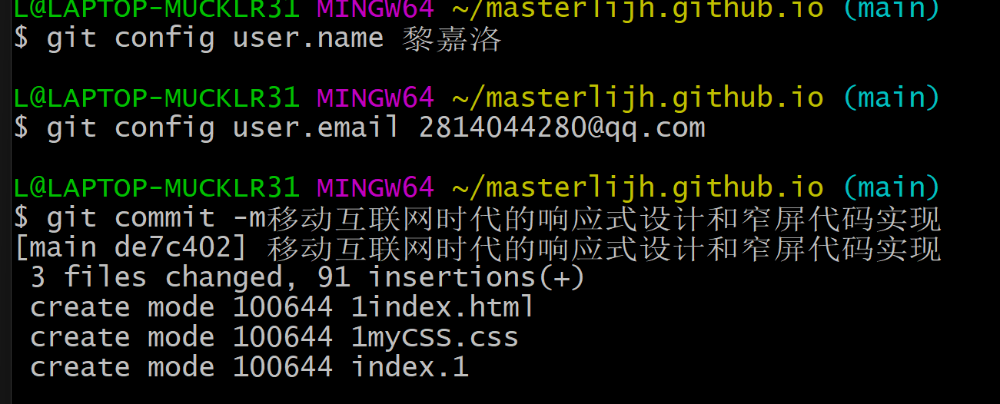 L@LAPTOP-MUCKLR31 MINGW64 ~/masterlijh.github.io (main)
$ git config user.name 黎嘉洛
L@LAPTOP-MUCKLR31 MINGW64 ~/masterlijh.github.io (main)
$ git config user.email 2814044280@qq.com
L@LAPTOP-MUCKLR31 MINGW64 ~/masterlijh.github.io (main)
$ git commit -m移动互联网时代的响应式设计和窄屏代码实现
[main de7c402] 移动互联网时代的响应式设计和窄屏代码实现
3 files changed, 91 insertions(+)
create mode 100644 1index.html
create mode 100644 1myCSS.css
create mode 100644 index.1